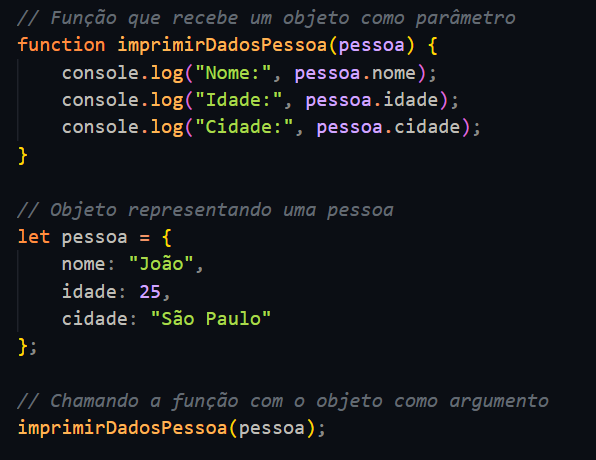 // Função que recebe um objeto como parâmetro
function imprimirDadosPessoa(pessoa) {
    console.log("Nome:", pessoa.nome);
    console.log("Idade:", pessoa.idade);
    console.log("Cidade:", pessoa.cidade);
}

// Objeto representando uma pessoa
let pessoa = {
    nome: "João",
    idade: 25,
    cidade: "São Paulo"
};

// Chamando a função com o objeto como argumento
imprimirDadosPessoa(pessoa);